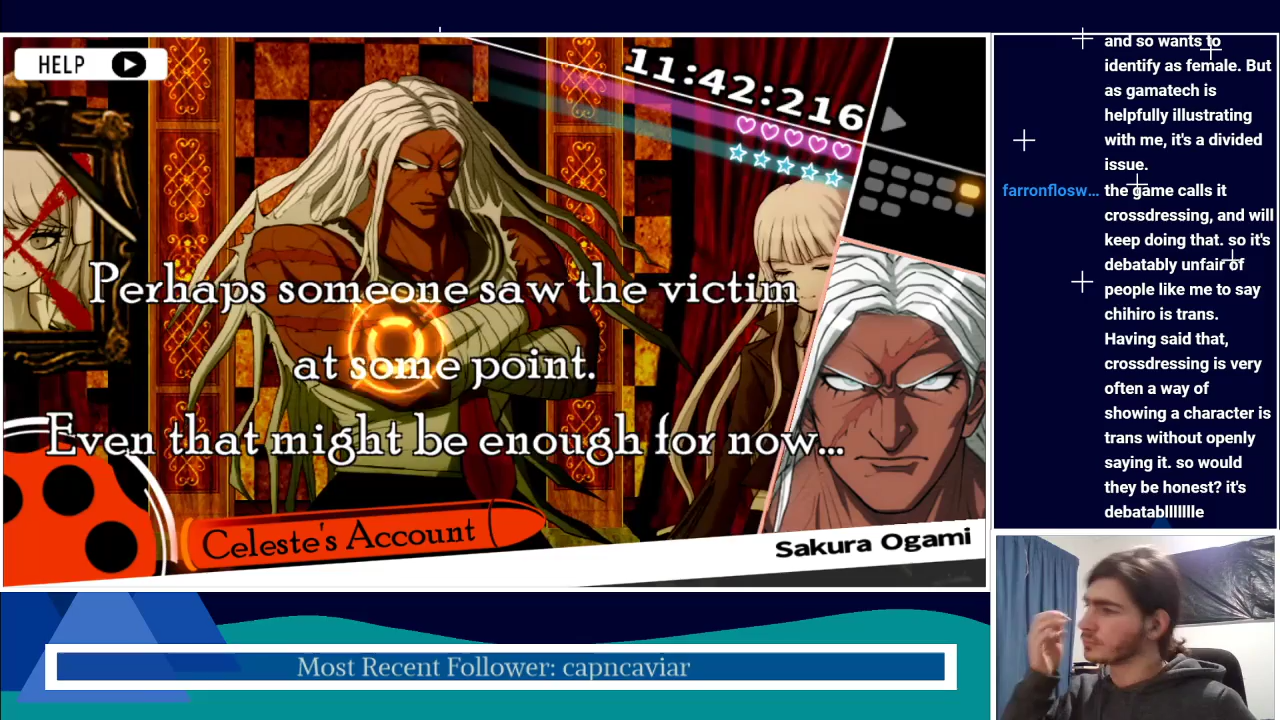 HELP
11:42:216
Perhaps someone saw the victim
at some point.
Even that might be enough for now...
Celeste's Account
Sakura Ogami
Most Recent Follower: capncaviar
and so wants to
identify as female. But
as gamatech is
helpfully illustrating
with me, it's a divided
issue.
farronflosw... the game calls it
crossdressing, and will
keep doing that. so it's
debatably unfair of
people like me to say
chihiro is trans.
Having said that,
crossdressing is very
often a way of
showing a character is
trans without openly
saying it. so would
they be honest? it's
debatablllllle